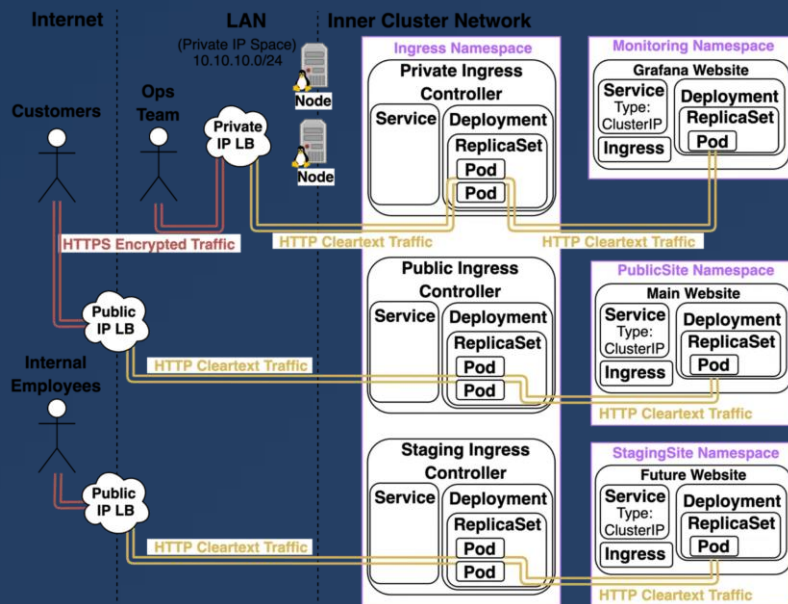 Internet
LAN
Inner Cluster Network
(Private IP Space)
10.10.10.0/24
Customers
Ops
Team
Private
IP LB
Node
Node
Ingress Namespace
Private Ingress
Controller
Service
Deployment
ReplicaSet
Pod
Pod
Monitoring Namespace
Grafana Website
Service
Type:
ClusterIP
Ingress
Deployment
ReplicaSet
Pod
HTTPS Encrypted Traffic
HTTP Cleartext Traffic
HTTP Cleartext Traffic
Public
IP LB
HTTP Cleartext Traffic
Public Ingress
Controller
Service
Deployment
ReplicaSet
Pod
Pod
PublicSite Namespace
Main Website
Service
Type:
ClusterIP
Ingress
Deployment
ReplicaSet
Pod
HTTP Cleartext Traffic
Internal
Employees
Public
IP LB
HTTP Cleartext Traffic
Staging Ingress
Controller
Service
Deployment
ReplicaSet
Pod
Pod
StagingSite Namespace
Future Website
Service
Type:
ClusterIP
Ingress
Deployment
ReplicaSet
Pod
HTTP Cleartext Traffic